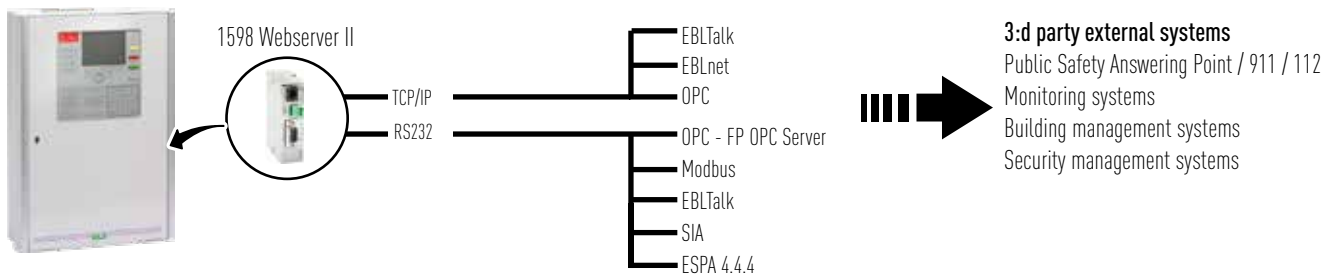 1598 Webserver II
TCP/IP
RS232
EBLTalk
EBLnet
OPC
OPC - FP OPC Server
Modbus
EBLTalk
SIA
ESPA 4.4.4
3:d party external systems
Public Safety Answering Point / 911 / 112
Monitoring systems
Building management systems
Security management systems